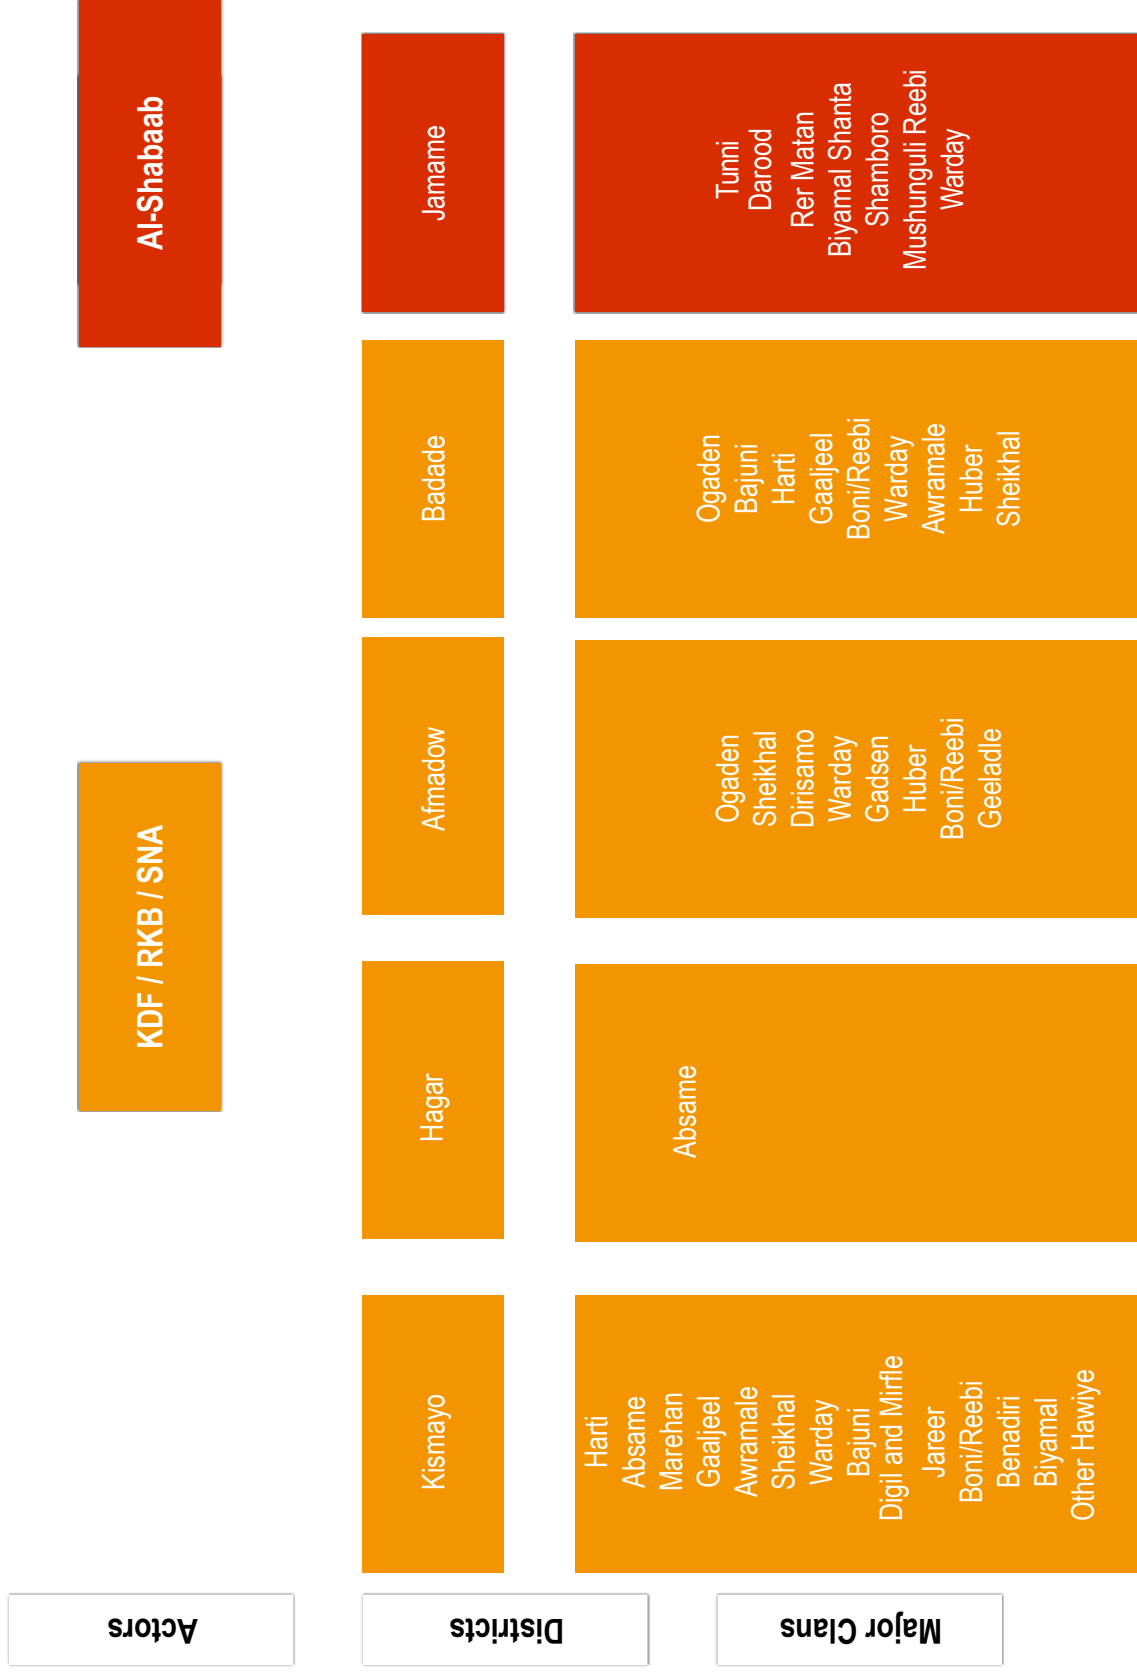 Actors
KDF / RKB / SNA
Al-Shabaab
Districts
Kismayo
Hagar
Afmadow
Badade
Jamame
Major Clans
Harti
Absame
Marehan
Gaaljeel
Awramale
Sheikhal
Warday
Bajuni
Digil and Mirfle
Jareer
Boni/Reebi
Benadiri
Biyamal
Other Hawiye
Absame
Ogaden
Sheikhal
Dirisamo
Warday
Gadsen
Huber
Boni/Reebi
Geeladle
Ogaden
Bajuni
Harti
Gaaljeel
Boni/Reebi
Warday
Awramale
Huber
Sheikhal
Tunni
Darood
Rer Matan
Biyamal Shanta
Shamboro
Mushunguli Reebi
Warday